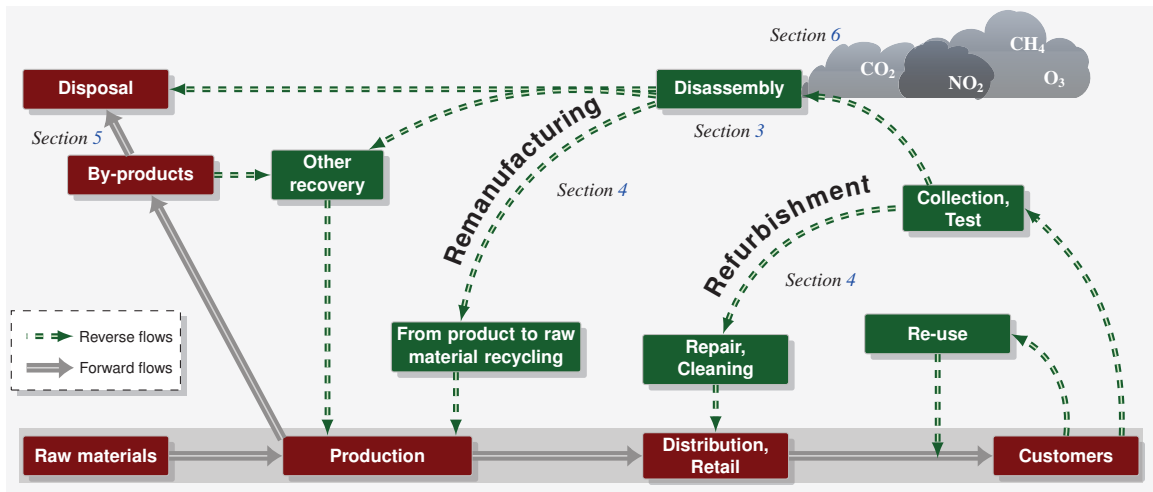 Section 6
CH4
CO2
NO2
O3
Disposal
Disassembly
Section 5
Section 3
By-products
Other
recovery
Remanufacturing
Section 4
Refurbishment
Collection,
Test
Section 4
Reverse flows
Forward flows
From product to raw
material recycling
Repair,
Cleaning
Re-use
Raw materials
Production
Distribution,
Retail
Customers